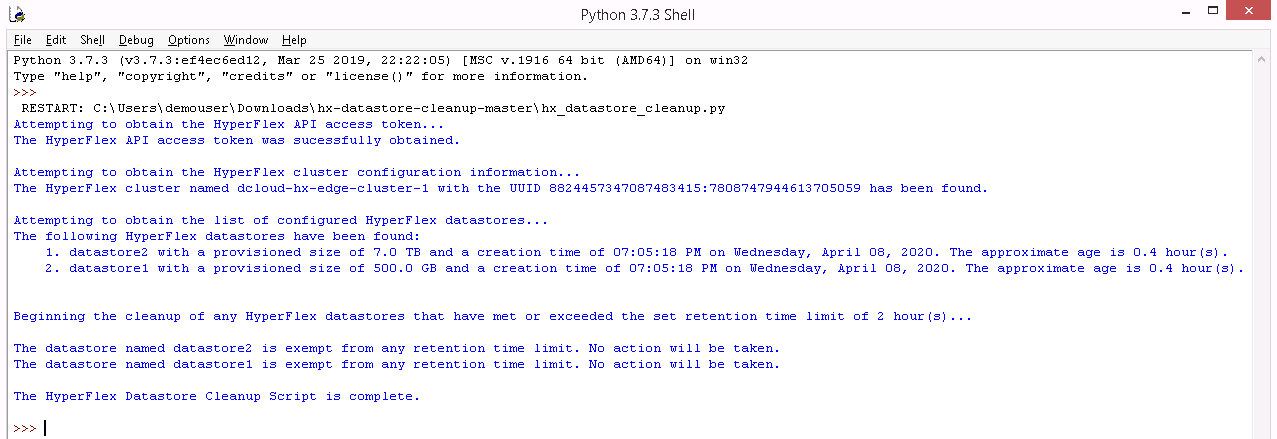 Python 3.7.3 Shell
File Edit Shell Debug Options Window Help
Python 3.7.3 (v3.7.3:ef4ec6ed12, Mar 25 2019, 22:22:05) [MSC v.1916 64 bit (AMD64)] on win32
Type "help", "copyright", "credits" or "license()" for more information.
>>>
 RESTART: C:\Users\demouser\Downloads\hx-datastore-cleanup-master\hx_datastore_cleanup.py
Attempting to obtain the HyperFlex API access token...
The HyperFlex API access token was sucessfully obtained.
Attempting to obtain the HyperFlex cluster configuration information...
The HyperFlex cluster named dcloud-hx-edge-cluster-1 with the UUID 8824457347087483415:7808747944613705059 has been found.
Attempting to obtain the list of configured HyperFlex datastores...
The following HyperFlex datastores have been found:
    1. datastore2 with a provisioned size of 7.0 TB and a creation time of 07:05:18 PM on Wednesday, April 08, 2020. The approximate age is 0.4 hour(s).
    2. datastore1 with a provisioned size of 500.0 GB and a creation time of 07:05:18 PM on Wednesday, April 08, 2020. The approximate age is 0.4 hour(s).
Beginning the cleanup of any HyperFlex datastores that have met or exceeded the set retention time limit of 2 hour(s)...
The datastore named datastore2 is exempt from any retention time limit. No action will be taken.
The datastore named datastore1 is exempt from any retention time limit. No action will be taken.
The HyperFlex Datastore Cleanup Script is complete.
>>>